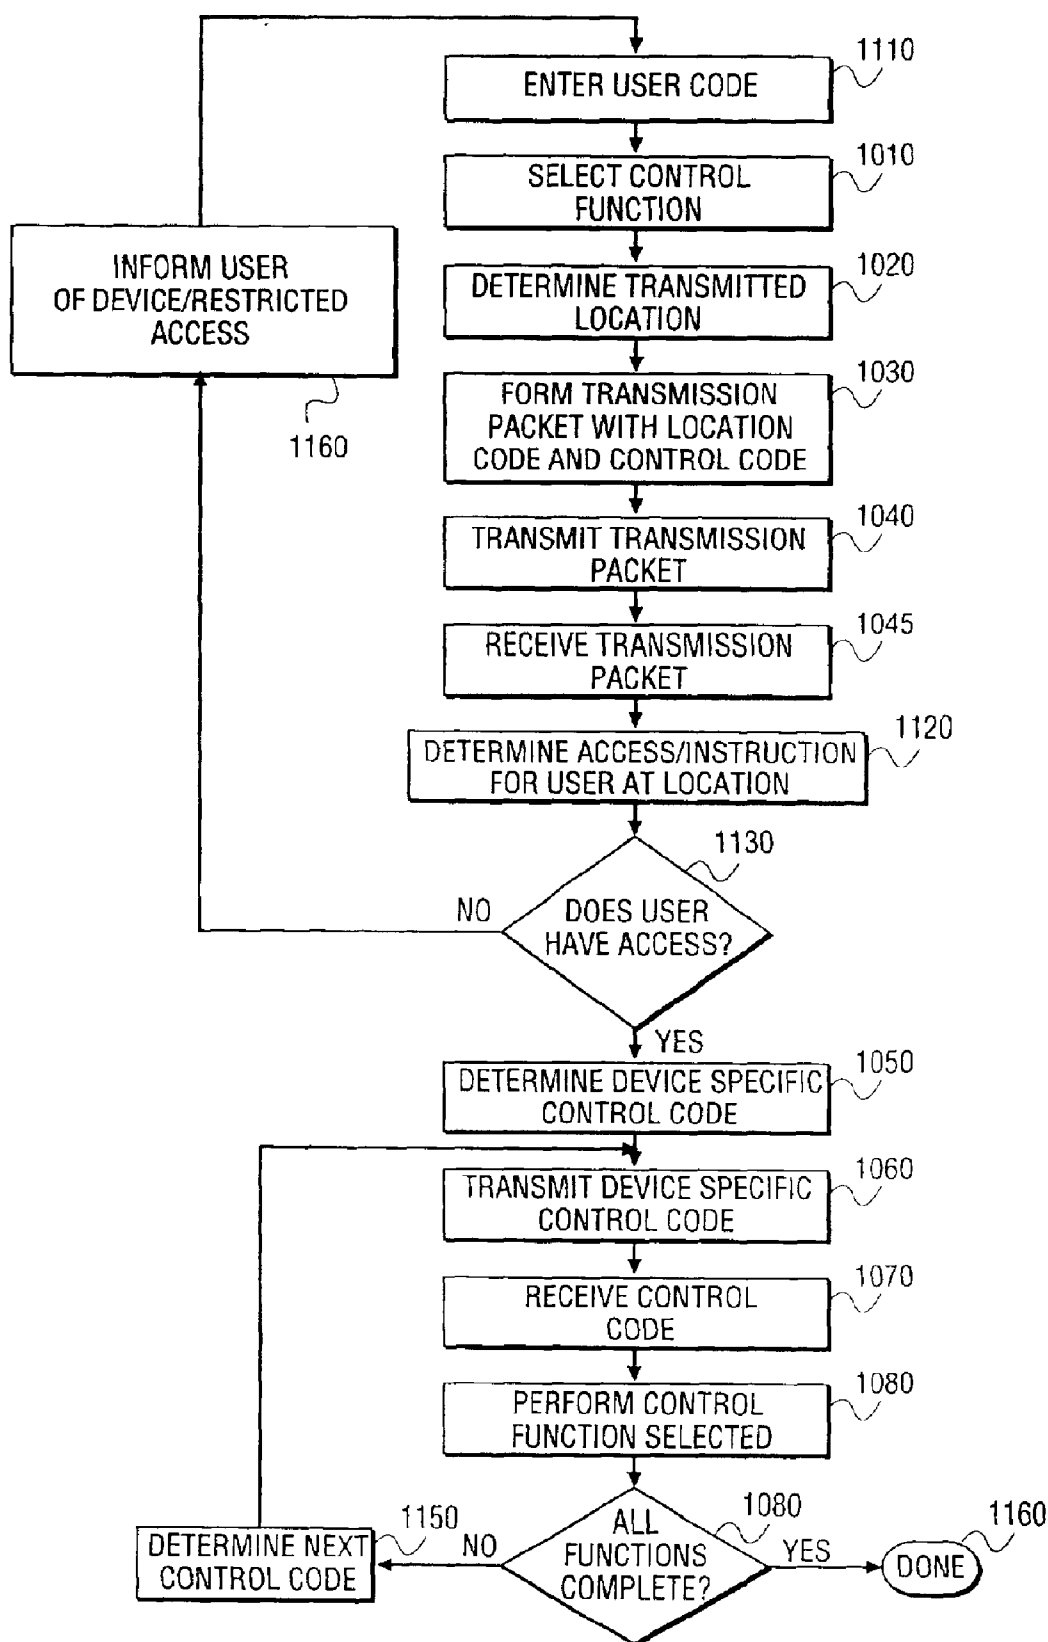 1110
ENTER USER CODE
1010
SELECT CONTROL
FUNCTION
1020
DETERMINE TRANSMITTED
LOCATION
INFORM USER
OF DEVICE/RESTRICTED
ACCESS
1160
1030
FORM TRANSMISSION
PACKET WITH LOCATION
CODE AND CONTROL CODE
1040
TRANSMIT TRANSMISSION
PACKET
1045
RECEIVE TRANSMISSION
PACKET
1120
DETERMINE ACCESS/INSTRUCTION
FOR USER AT LOCATION
1130
DOES USER
HAVE ACCESS?
NO
YES
1050
DETERMINE DEVICE SPECIFIC
CONTROL CODE
1060
TRANSMIT DEVICE SPECIFIC
CONTROL CODE
1070
RECEIVE CONTROL
CODE
1080
PERFORM CONTROL
FUNCTION SELECTED
1080
ALL
FUNCTIONS
COMPLETE?
NO
1150
DETERMINE NEXT
CONTROL CODE
YES
1160
DONE